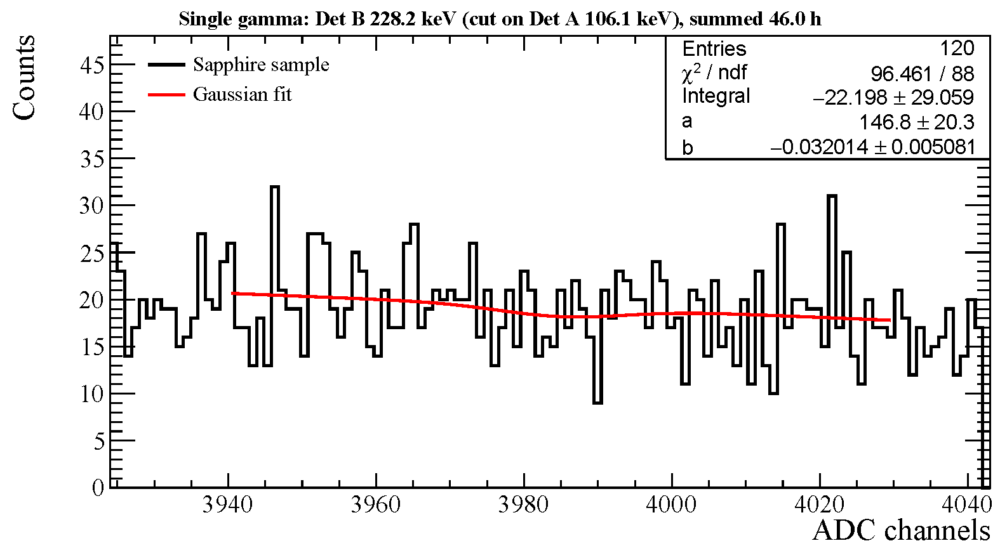 Single gamma: Det B 228.2 keV (cut on Det A 106.1 keV), summed 46.0 h
Counts
Sapphire sample
Gaussian fit
Entries 120
χ² / ndf 96.461 / 88
Integral −22.198 ± 29.059
a 146.8 ± 20.3
b −0.032014 ± 0.005081
45
40
35
30
25
20
15
10
5
0
3940 3960 3980 4000 4020 4040
ADC channels